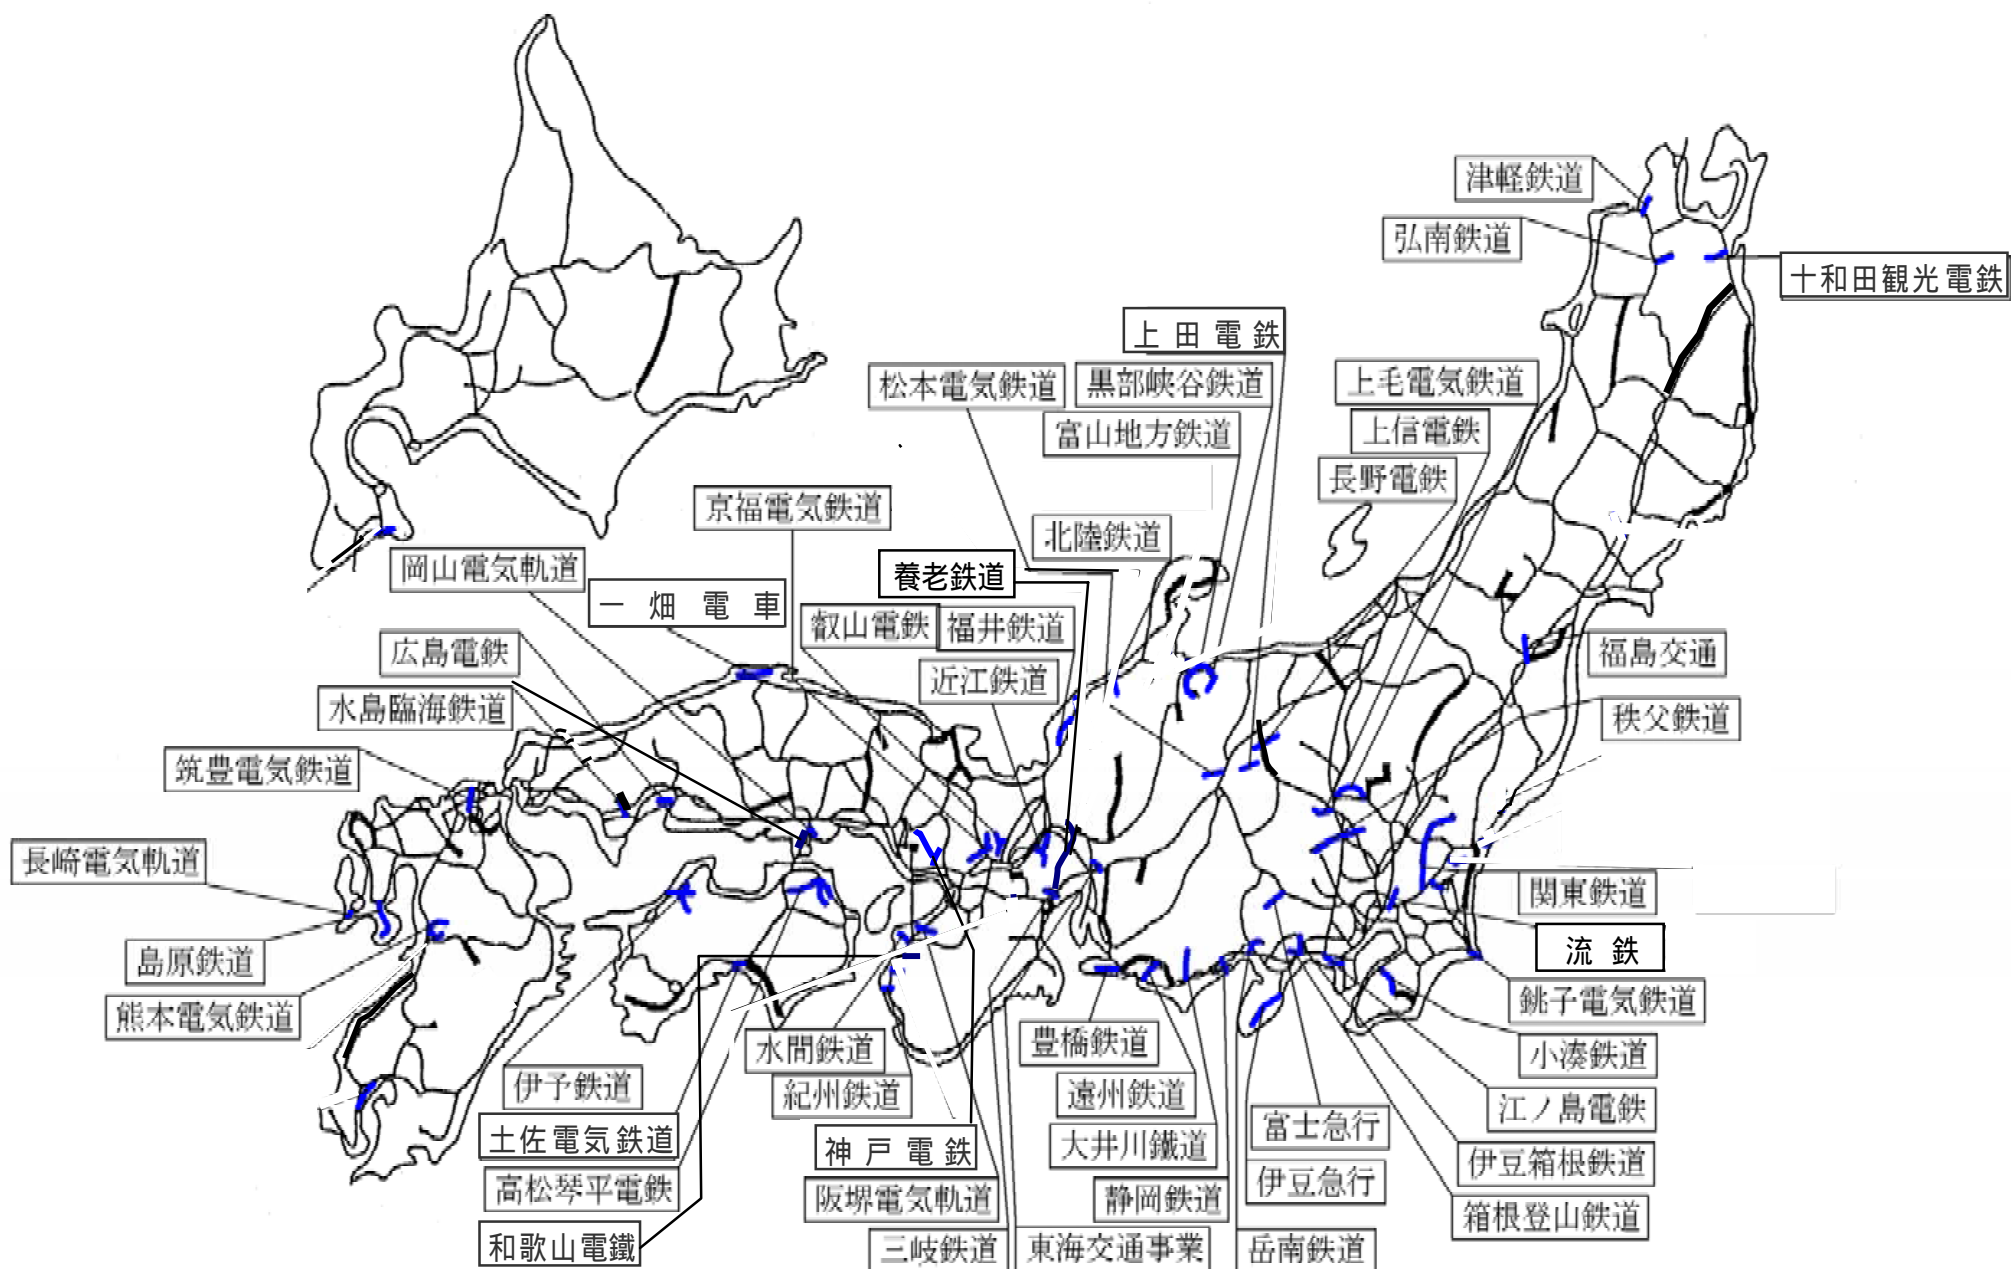 津軽鉄道
弘南鉄道
十和田観光電鉄
上田電鉄
松本電気鉄道
黒部峡谷鉄道
上毛電気鉄道
富山地方鉄道
上信電鉄
長野電鉄
京福電気鉄道
北陸鉄道
岡山電気軌道
養老鉄道
一畑電車
叡山電鉄
福井鉄道
広島電鉄
福島交通
近江鉄道
水島臨海鉄道
秩父鉄道
筑豊電気鉄道
長崎電気軌道
関東鉄道
島原鉄道
流鉄
熊本電気鉄道
銚子電気鉄道
水間鉄道
豊橋鉄道
小湊鉄道
伊予鉄道
紀州鉄道
遠州鉄道
江ノ島電鉄
土佐電気鉄道
神戸電鉄
大井川鐵道
富士急行
伊豆箱根鉄道
高松琴平電鉄
阪堺電気軌道
静岡鉄道
伊豆急行
箱根登山鉄道
和歌山電鐵
三岐鉄道
東海交通事業
岳南鉄道